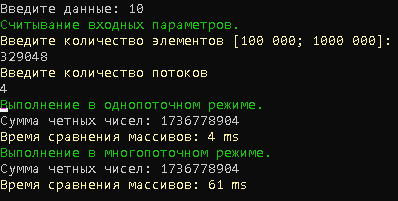 Введите данные: 10
Считывание входных параметров.
Введите количество элементов [100 000; 1000 000]:
329048
Введите количество потоков
4
Выполнение в однопоточном режиме.
Сумма четных чисел: 1736778904
Время сравнения массивов: 4 ms
Выполнение в многопоточном режиме.
Сумма четных чисел: 1736778904
Время сравнения массивов: 61 ms